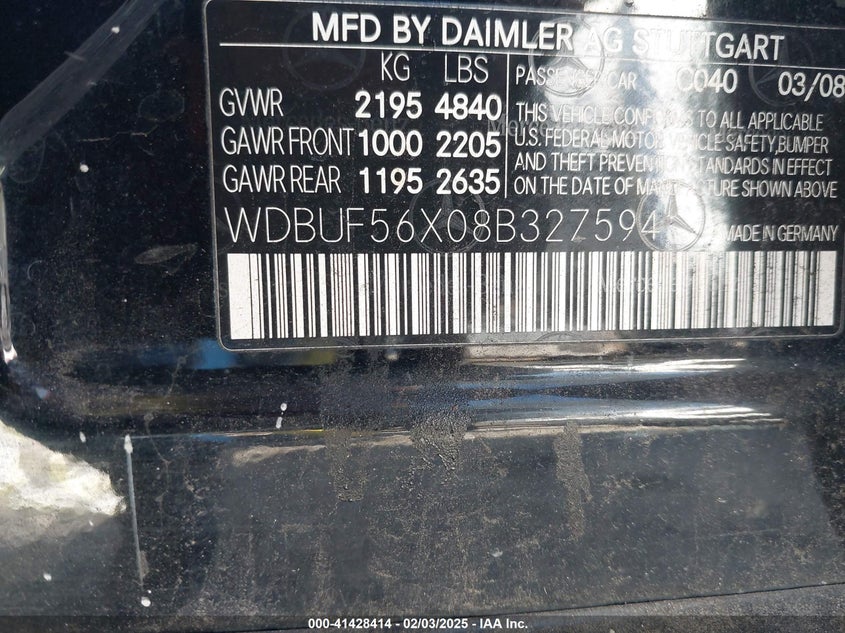 MFD BY DAIMLER AG STUTTGART
KG LBS
GVWR 2195 4840
GAWR FRONT 1000 2205
GAWR REAR 1195 2635
PASSENGER CAR C040 03/08
THIS VEHICLE CONFORMS TO ALL APPLICABLE
U.S. FEDERAL MOTOR VEHICLE SAFETY, BUMPER
AND THEFT PREVENTION STANDARDS IN EFFECT
ON THE DATE OF MANUFACTURE SHOWN ABOVE
WDBUF56X08B327594 MADE IN GERMANY
000-41428414 - 02/03/2025 - IAA Inc.